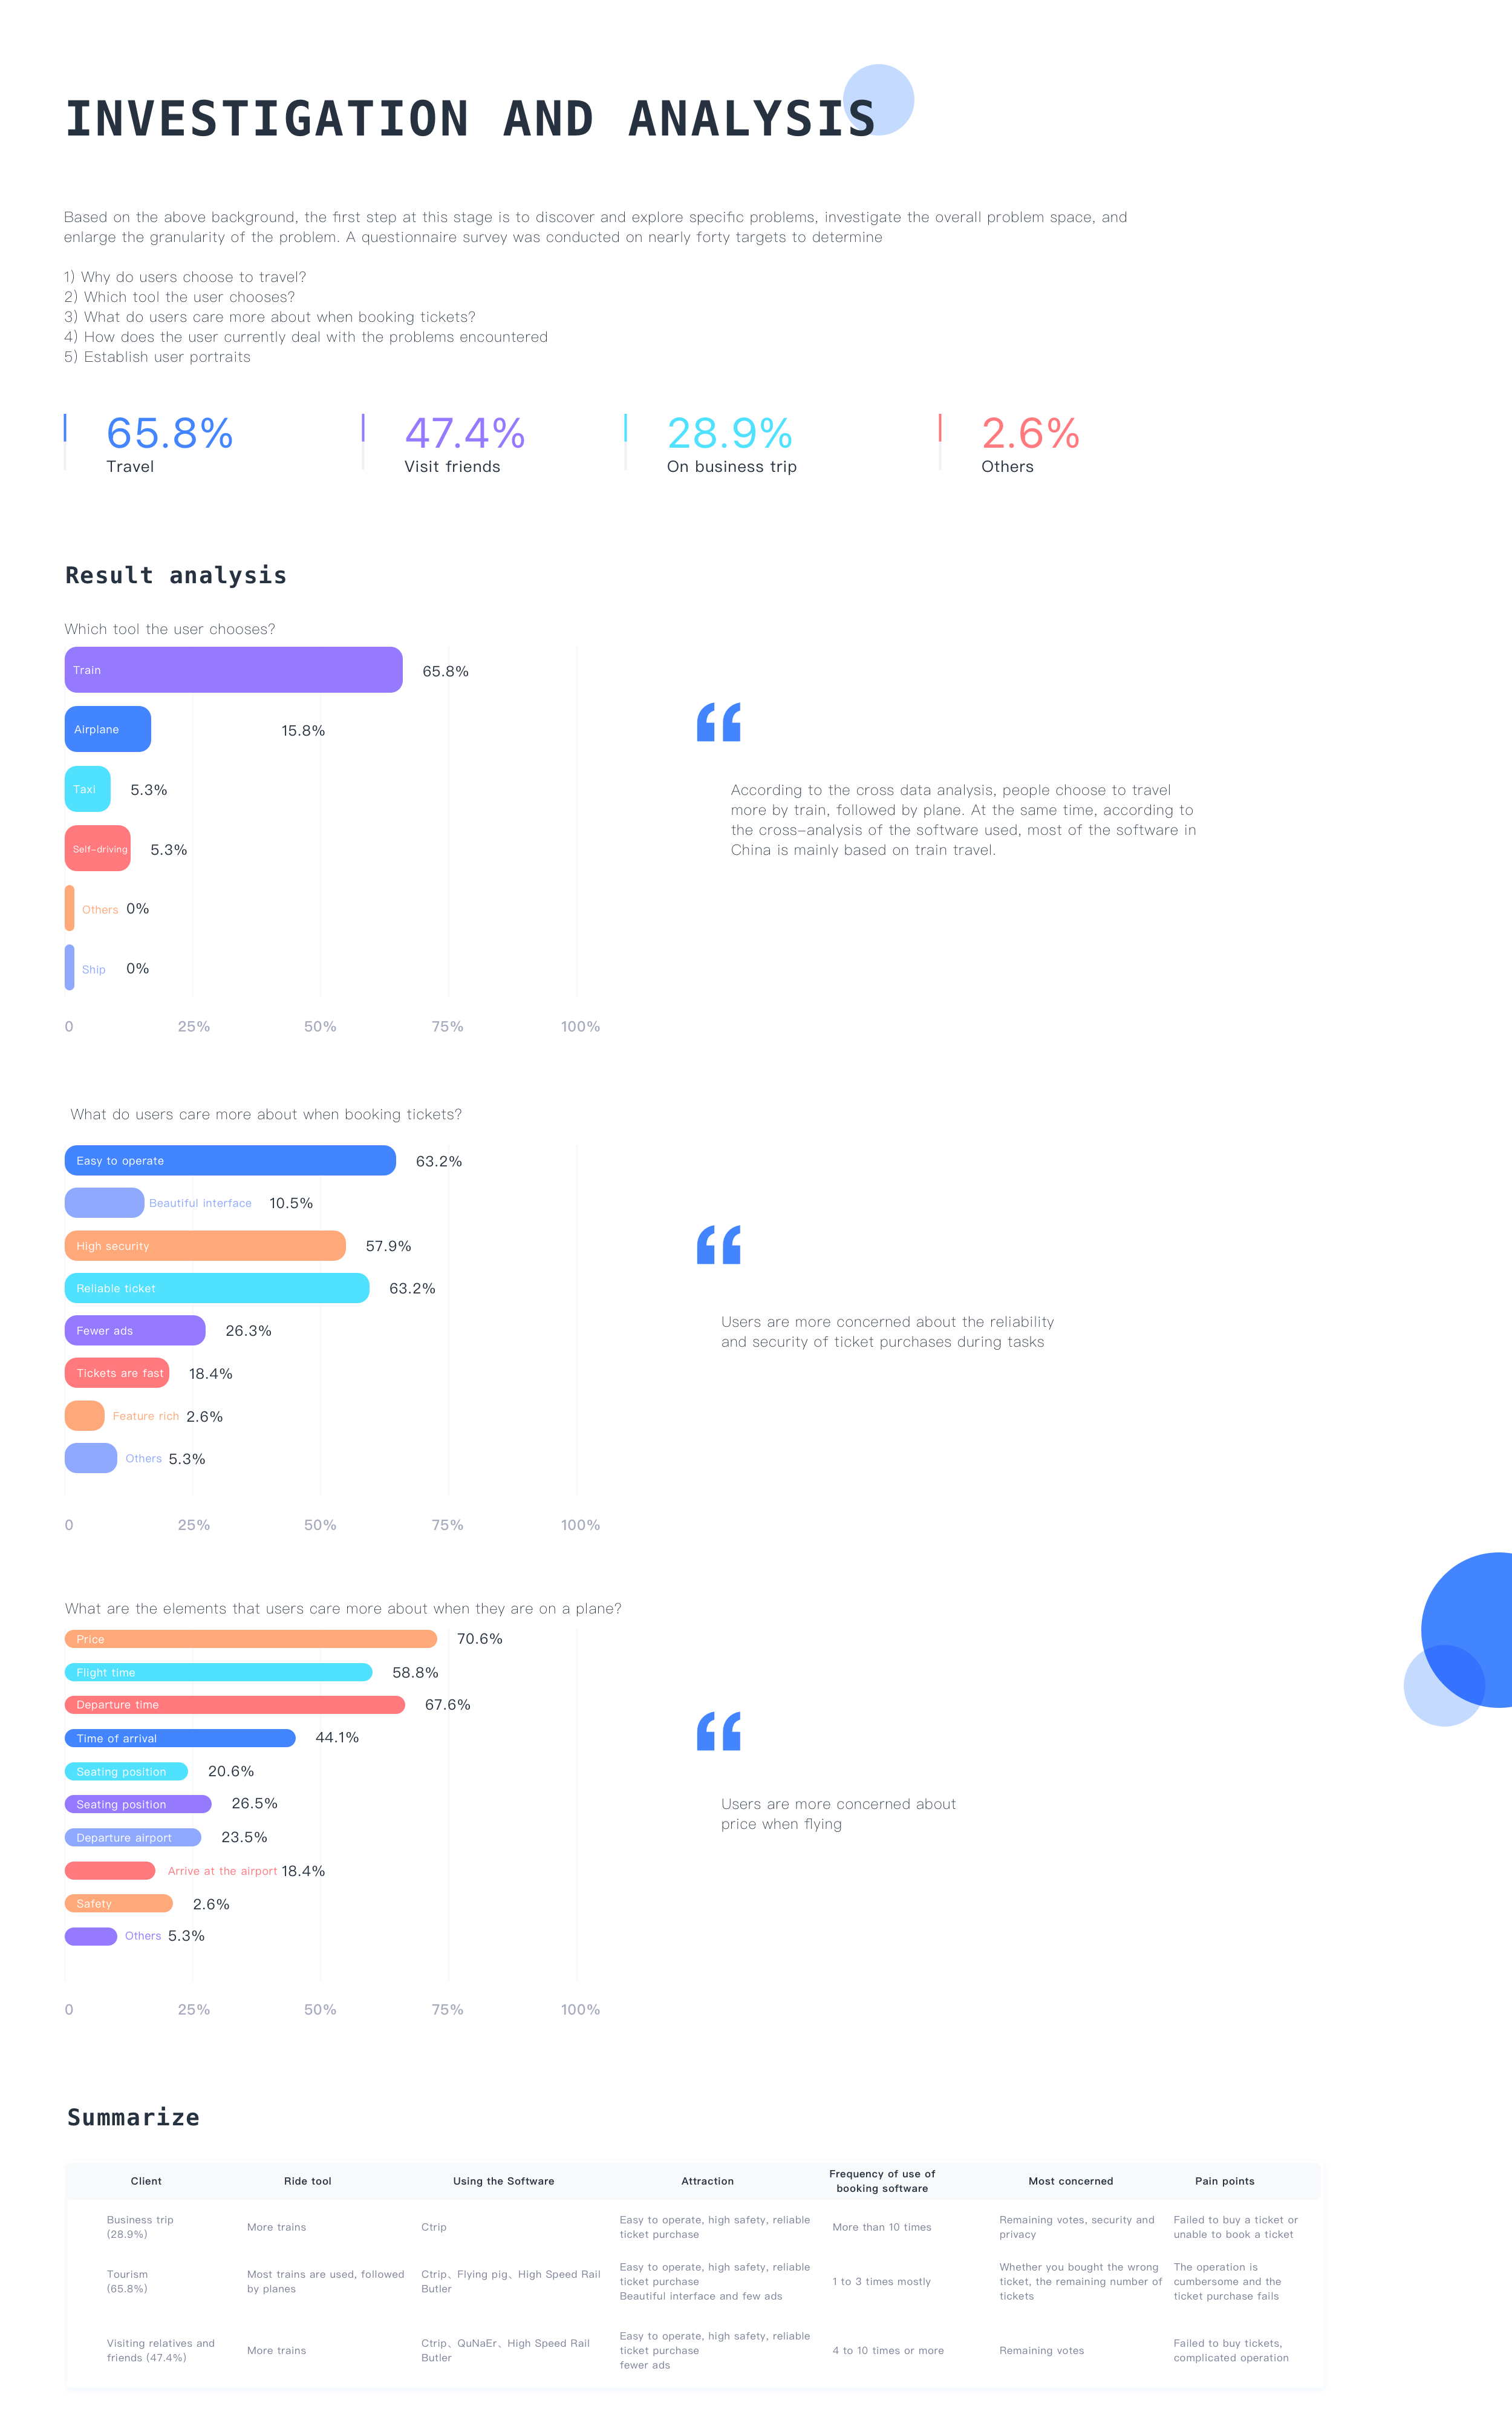 INVESTIGATION AND ANALYSIS
Based on the above background, the first step at this stage is to discover and explore specific problems, investigate the overall problem space, and
enlarge the granularity of the problem. A questionnaire survey was conducted on nearly forty targets to determine
1) Why do users choose to travel?
2) Which tool the user chooses?
3) What do users care more about when booking tickets?
4) How does the user currently deal with the problems encountered
5) Establish user portraits
65.8%
Travel
47.4%
Visit friends
28.9%
On business trip
2.6%
Others
Result analysis
Which tool the user chooses?
Train 65.8%
Airplane 15.8%
Taxi 5.3%
Self-driving 5.3%
Others 0%
Ship 0%
0 25% 50% 75% 100%
According to the cross data analysis, people choose to travel
more by train, followed by plane. At the same time, according to
the cross-analysis of the software used, most of the software in
China is mainly based on train travel.
What do users care more about when booking tickets?
Easy to operate 63.2%
Beautiful interface 10.5%
High security 57.9%
Reliable ticket 63.2%
Fewer ads 26.3%
Tickets are fast 18.4%
Feature rich 2.6%
Others 5.3%
0 25% 50% 75% 100%
Users are more concerned about the reliability
and security of ticket purchases during tasks
What are the elements that users care more about when they are on a plane?
Price 70.6%
Flight time 58.8%
Departure time 67.6%
Time of arrival 44.1%
Seating position 20.6%
Seating position 26.5%
Departure airport 23.5%
Arrive at the airport 18.4%
Safety 2.6%
Others 5.3%
0 25% 50% 75% 100%
Users are more concerned about
price when flying
Summarize
Client
Ride tool
Using the Software
Attraction
Frequency of use of
booking software
Most concerned
Pain points
Business trip
(28.9%)
More trains
Ctrip
Easy to operate, high safety, reliable
ticket purchase
More than 10 times
Remaining votes, security and
privacy
Failed to buy a ticket or
unable to book a ticket
Tourism
(65.8%)
Most trains are used, followed
by planes
Ctrip、Flying pig、High Speed Rail
Butler
Easy to operate, high safety, reliable
ticket purchase
Beautiful interface and few ads
1 to 3 times mostly
Whether you bought the wrong
ticket, the remaining number of
tickets
The operation is
cumbersome and the
ticket purchase fails
Visiting relatives and
friends (47.4%)
More trains
Ctrip、QuNaEr、High Speed Rail
Butler
Easy to operate, high safety, reliable
ticket purchase
fewer ads
4 to 10 times or more
Remaining votes
Failed to buy tickets,
complicated operation